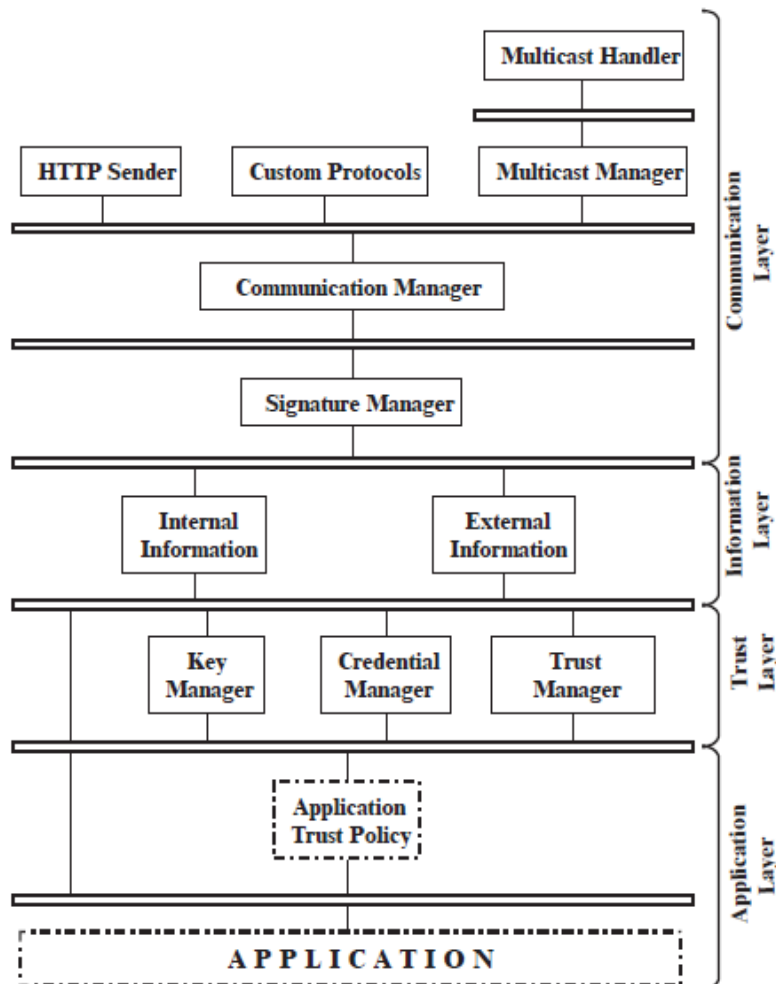 Multicast Handler
HTTP Sender
Custom Protocols
Multicast Manager
Communication
Layer
Communication Manager
Signature Manager
Internal
Information
External
Information
Information
Layer
Key
Manager
Credential
Manager
Trust
Manager
Trust
Layer
Application
Trust Policy
Application
Layer
APPLICATION